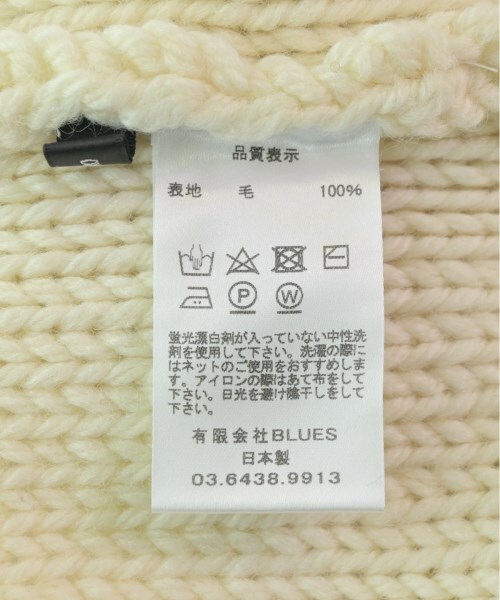 品質表示
表地 毛 100%
P W
蛍光漂白剤が入っていない中性洗
剤を使用して下さい。洗濯の際に
はネットのご使用をおすすめしま
す。アイロンの際はあて布をして
下さい。日光を避け陰干しをして
下さい。
有限会社BLUES
日本製
03.6438.9913